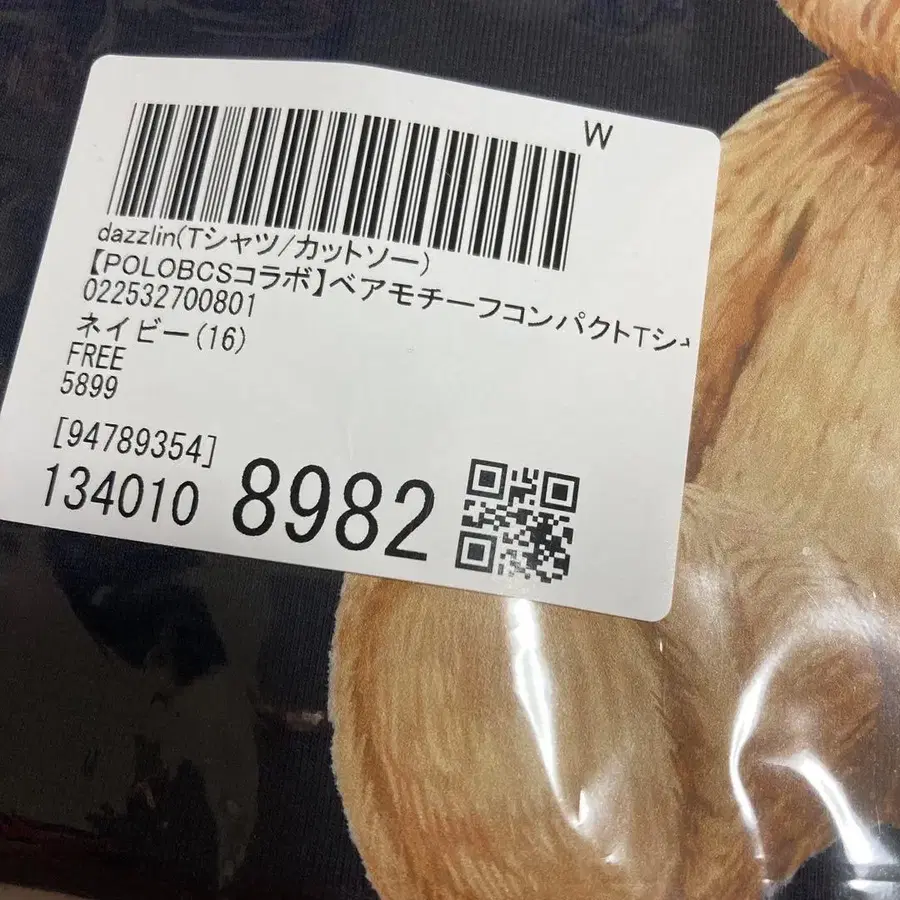 W
dazzlin(Tシャツ/カットソー)
【POLOBCSコラボ】ベアモチーフコンパクトTシ
022532700801
ネイビー(16)
FREE
5899
[94789354]
134010 8982